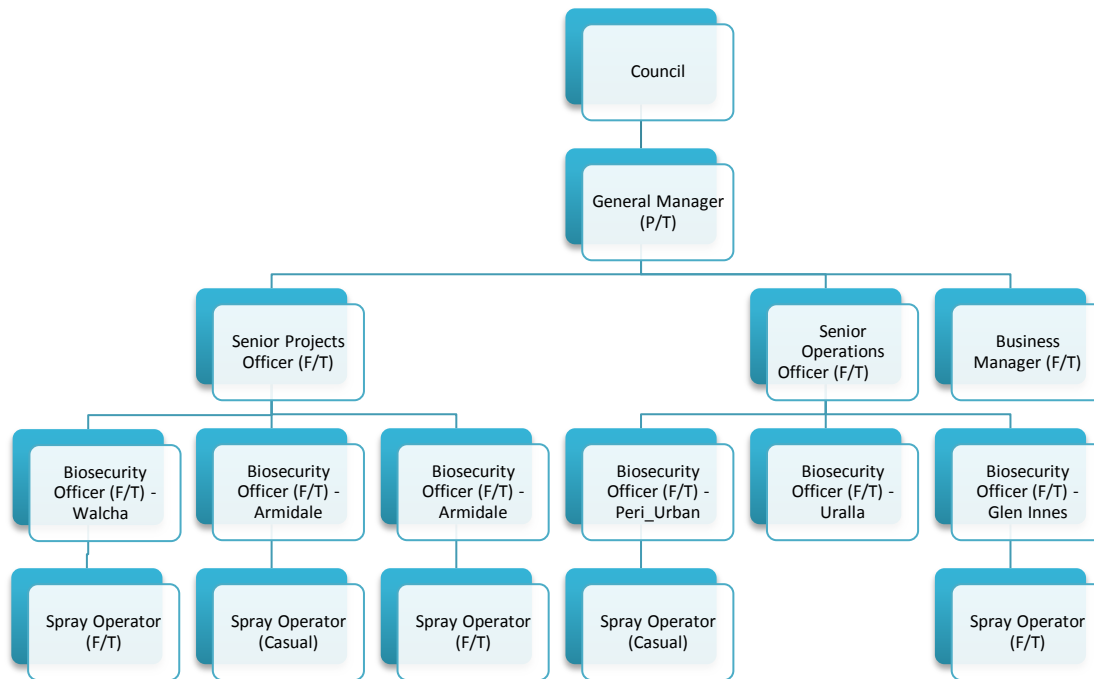 Council
General Manager
(P/T)
Senior Projects
Officer (F/T)
Senior
Operations
Officer (F/T)
Business
Manager (F/T)
Biosecurity
Officer (F/T) -
Walcha
Biosecurity
Officer (F/T) -
Armidale
Biosecurity
Officer (F/T) -
Armidale
Biosecurity
Officer (F/T) -
Peri_Urban
Biosecurity
Officer (F/T) -
Uralla
Biosecurity
Officer (F/T) -
Glen Innes
Spray Operator
(F/T)
Spray Operator
(Casual)
Spray Operator
(F/T)
Spray Operator
(Casual)
Spray Operator
(F/T)